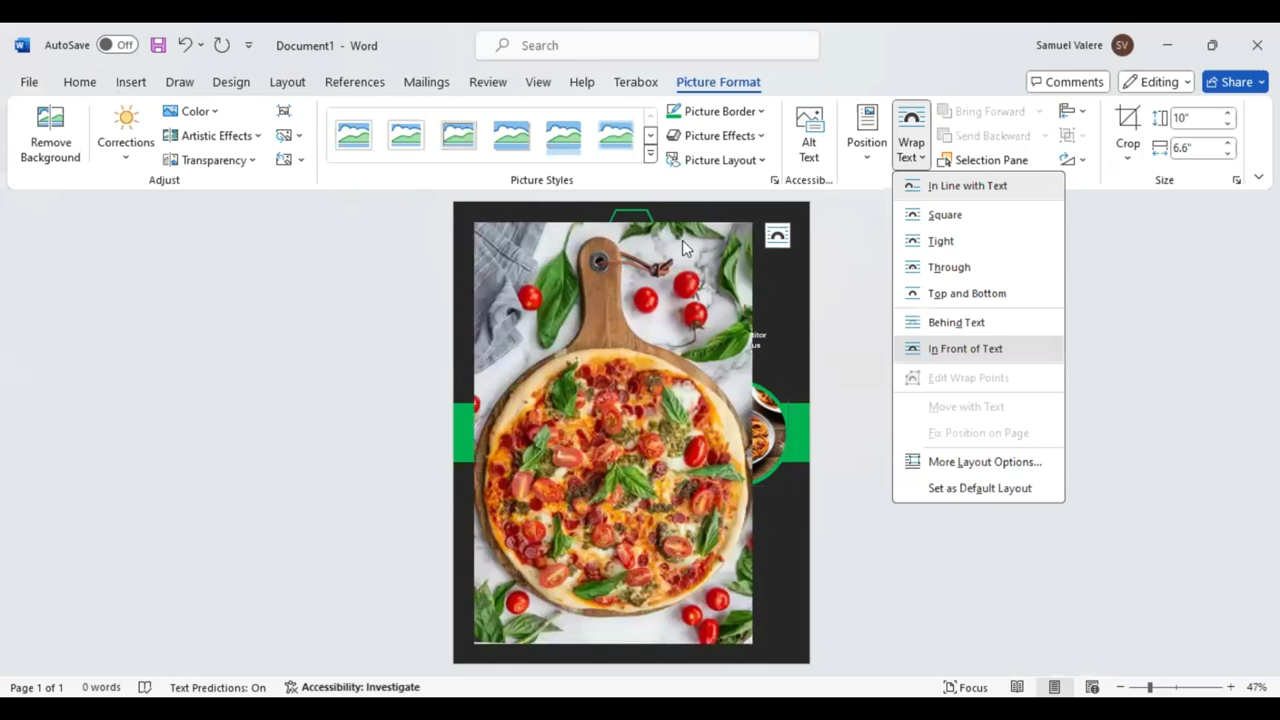 AutoSave Off Document1 - Word Search Samuel Valere SV
File Home Insert Draw Design Layout References Mailings Review View Help Terabox Picture Format Comments Editing Share
Remove Background
Corrections
Color
Artistic Effects
Transparency
Adjust
Picture Styles
Picture Border
Picture Effects
Picture Layout
Alt Text
Accessib...
Position
Wrap Text
Bring Forward
Send Backward
Selection Pane
Crop
10"
6.6"
Size
In Line with Text
Square
Tight
Through
Top and Bottom
Behind Text
In Front of Text
Edit Wrap Points
Move with Text
Fix Position on Page
More Layout Options...
Set as Default Layout
Page 1 of 1 0 words Text Predictions: On Accessibility: Investigate Focus 47%